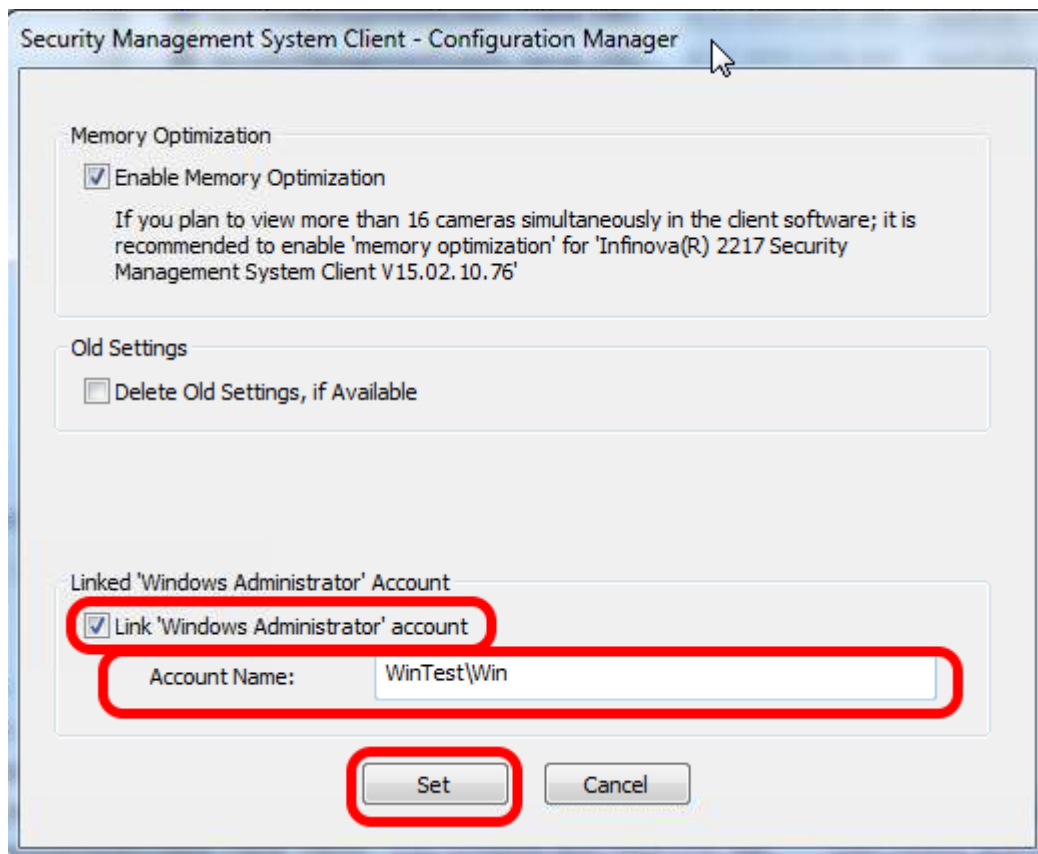 Security Management System Client - Configuration Manager
Memory Optimization
Enable Memory Optimization
If you plan to view more than 16 cameras simultaneously in the client software; it is
recommended to enable 'memory optimization' for 'Infinova(R) 2217 Security
Management System Client V15.02.10.76'
Old Settings
Delete Old Settings, if Available
Linked 'Windows Administrator' Account
Link 'Windows Administrator' account
Account Name: WinTest\Win
Set Cancel